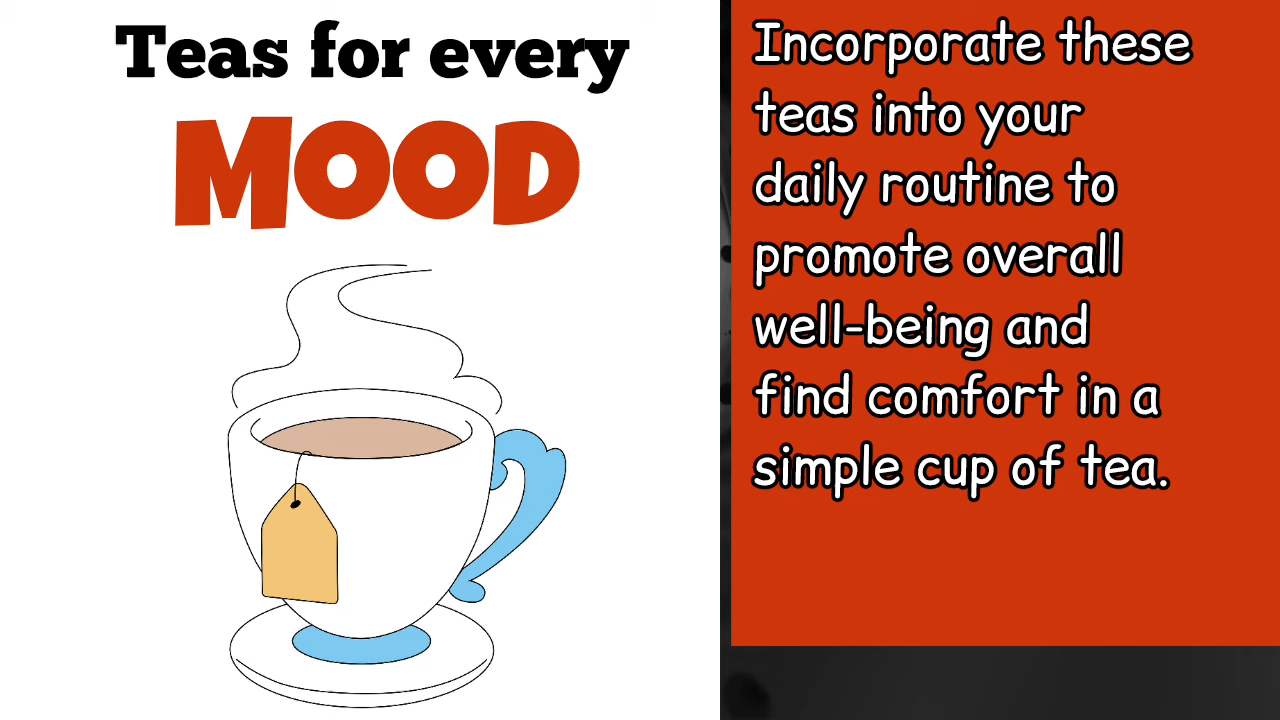 Teas for every
MOOD
Incorporate these
teas into your
daily routine to
promote overall
well-being and
find comfort in a
simple cup of tea.